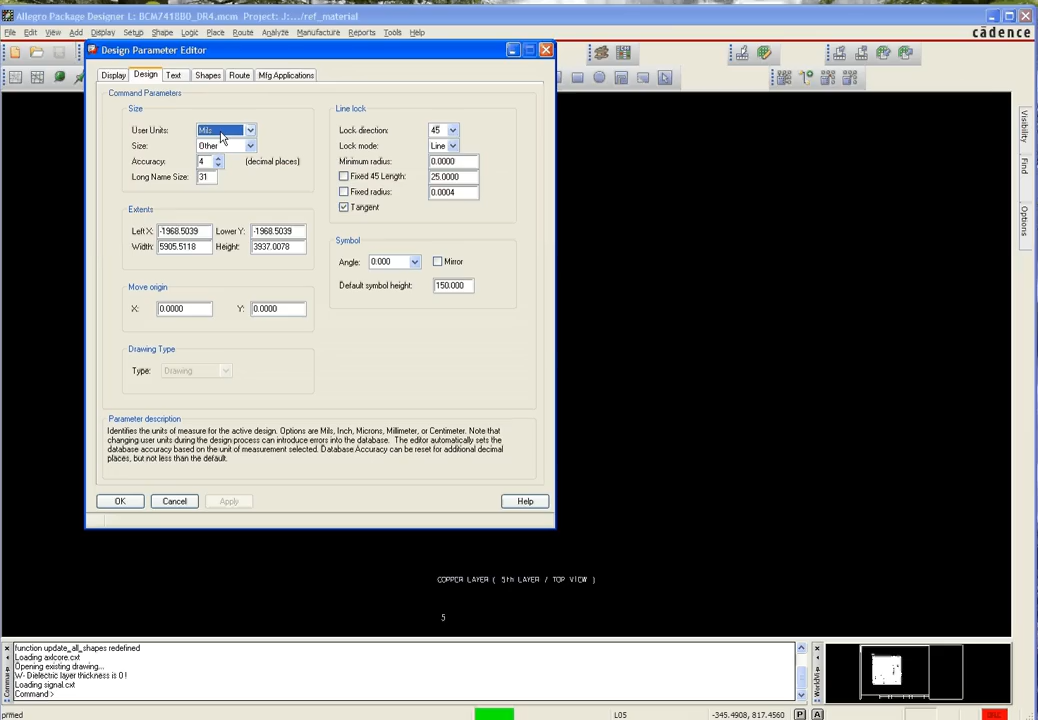 Allegro Package Designer L: BCM7418B0_DR4.mcm Project: J:.../ref_material
File Edit View Add Display Setup Shape Logic Place Route Analyze Manufacture Reports Tools Help
cādence
Design Parameter Editor
Display Design Text Shapes Route Mfg Applications
Command Parameters
Size
User Units: Mils
Size: Other
Accuracy: 4 (decimal places)
Long Name Size: 31
Line lock
Lock direction: 45
Lock mode: Line
Minimum radius: 0.0000
Fixed 45 Length: 25.0000
Fixed radius: 0.0004
Tangent
Extents
Left X: -1968.5039 Lower Y: -1968.5039
Width: 5905.5118 Height: 3937.0078
Symbol
Angle: 0.000 Mirror
Default symbol height: 150.000
Move origin
X: 0.0000 Y: 0.0000
Drawing Type
Type: Drawing
Parameter description
Identifies the units of measure for the active design. Options are Mils, Inch, Microns, Millimeter, or Centimeter. Note that
changing user units during the design process can introduce errors into the database. The editor automatically sets the
database accuracy based on the unit of measurement selected. Database Accuracy can be reset for additional decimal
places, but not less than the default.
OK Cancel Apply Help
Visibility
Find
Options
COPPER LAYER ( 5th LAYER / TOP VIEW )
5
function update_all_shapes redefined
Loading axlcore.cxt
Opening existing drawing...
W- Dielectric layer thickness is 0 !
Loading signal.cxt
Command >
WorldView
prmed L05 -345.4908, 817.4560 P A